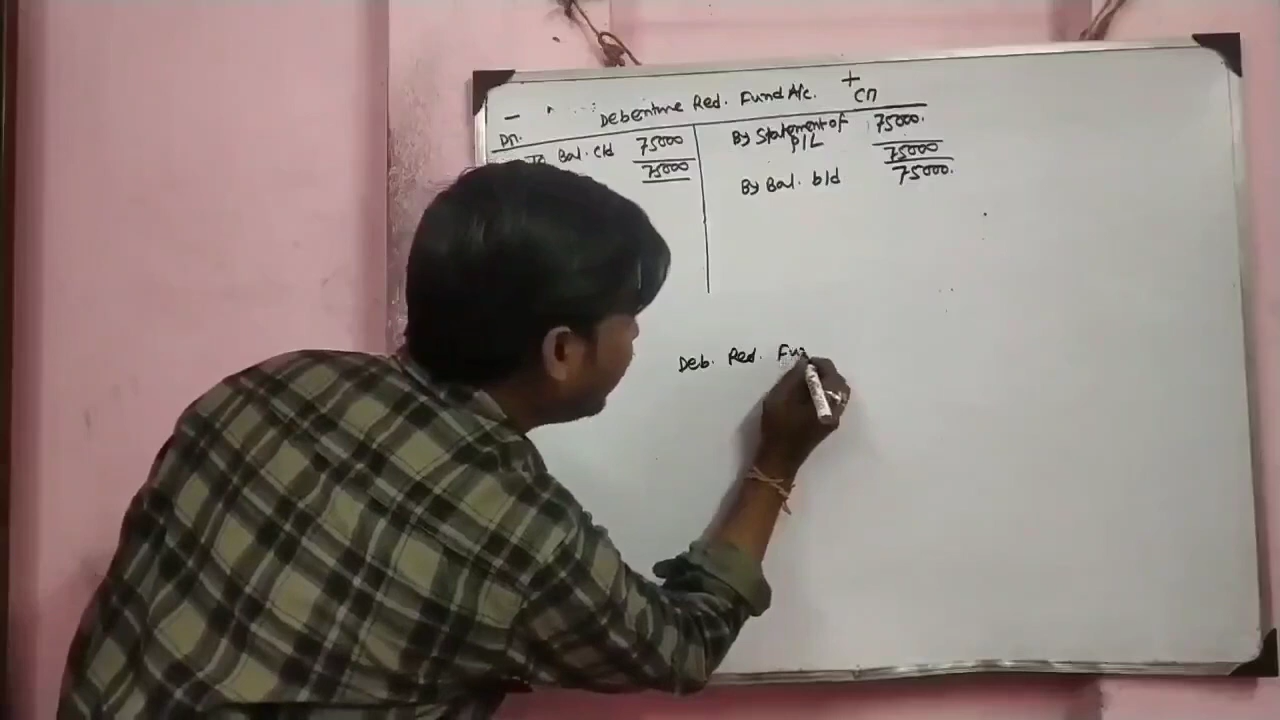 Debenture Red. Fund A/c. +
- Dr. Cr
To Bal. c/d 75000 By Statement of P/L 75000.
75000 75000
By Bal. b/d 75000.
Deb. Red. Fun